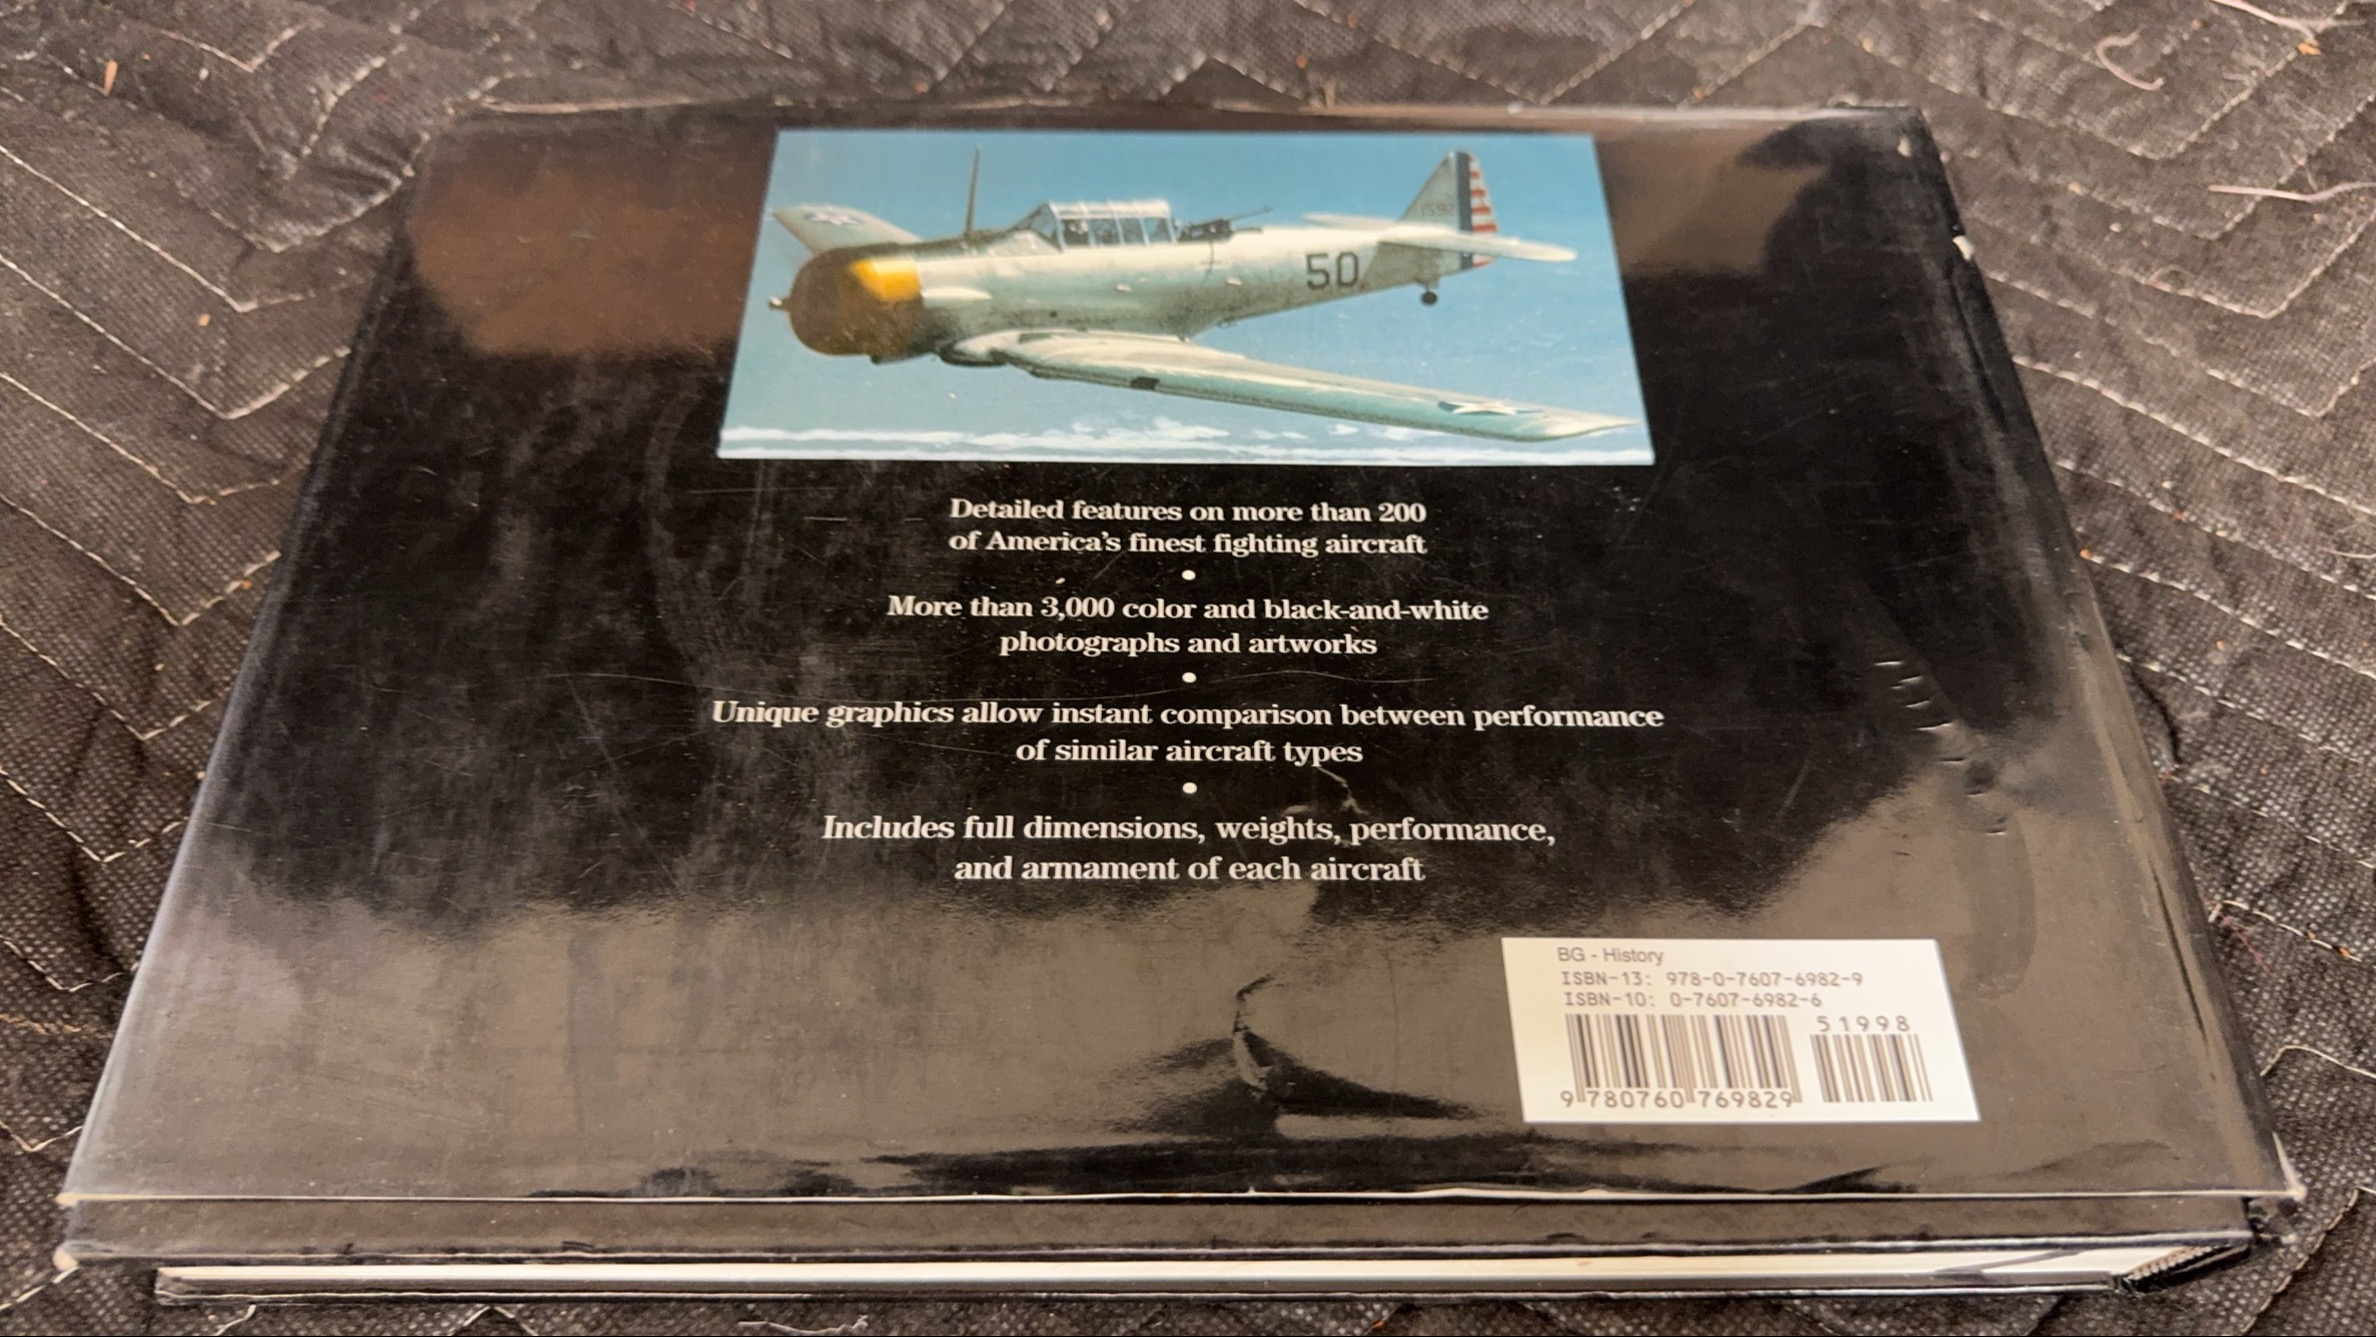 50
Detailed features on more than 200
of America's finest fighting aircraft
•
More than 3,000 color and black-and-white
photographs and artworks
•
Unique graphics allow instant comparison between performance
of similar aircraft types
•
Includes full dimensions, weights, performance,
and armament of each aircraft
BG - History
ISBN-13: 978-0-7607-6982-9
ISBN-10: 0-7607-6982-6
51998
9 780760 769829